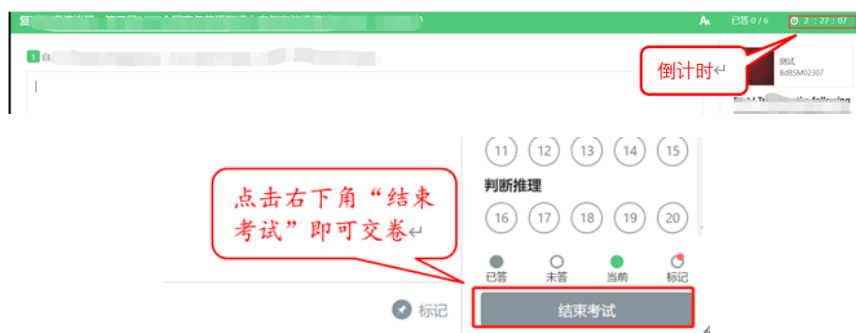 已答 0 / 6
2 : 27 : 07
1
倒计时
测试
BdBSM02307
11 12 13 14 15
点击右下角“结束
考试”即可交卷
判断推理
16 17 18 19 20
已答 未答 当前 标记
标记
结束考试